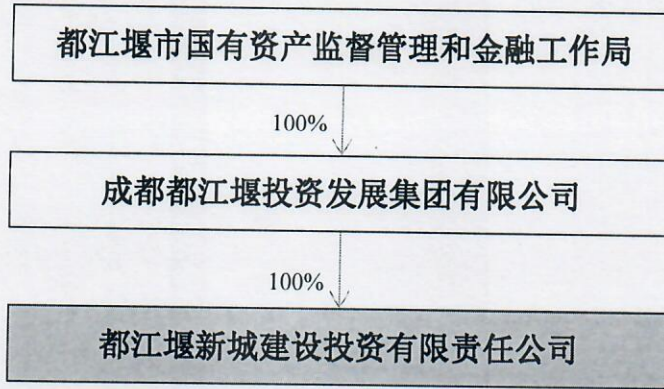 都江堰市国有资产监督管理和金融工作局
100%
成都都江堰投资发展集团有限公司
100%
都江堰新城建设投资有限责任公司